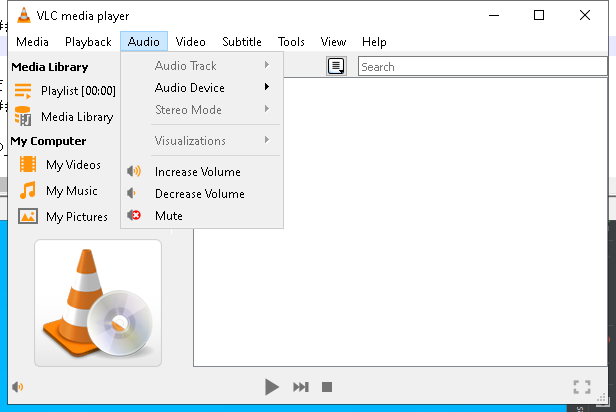 VLC media player
Media Playback Audio Video Subtitle Tools View Help
Media Library
Playlist [00:00]
Media Library
My Computer
My Videos
My Music
My Pictures
Audio Track
Audio Device
Stereo Mode
Visualizations
Increase Volume
Decrease Volume
Mute
Search